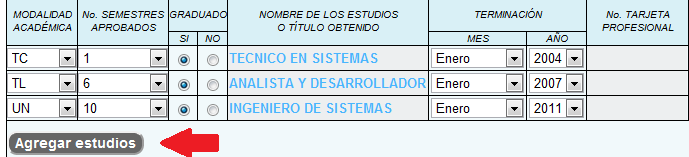 MODALIDAD ACADÉMICA No. SEMESTRES APROBADOS GRADUADO NOMBRE DE LOS ESTUDIOS O TÍTULO OBTENIDO TERMINACIÓN No. TARJETA PROFESIONAL
SI NO MES AÑO
TC 1 TECNICO EN SISTEMAS Enero 2004
TL 6 ANALISTA Y DESARROLLADOR Enero 2007
UN 10 INGENIERO DE SISTEMAS Enero 2011
Agregar estudios